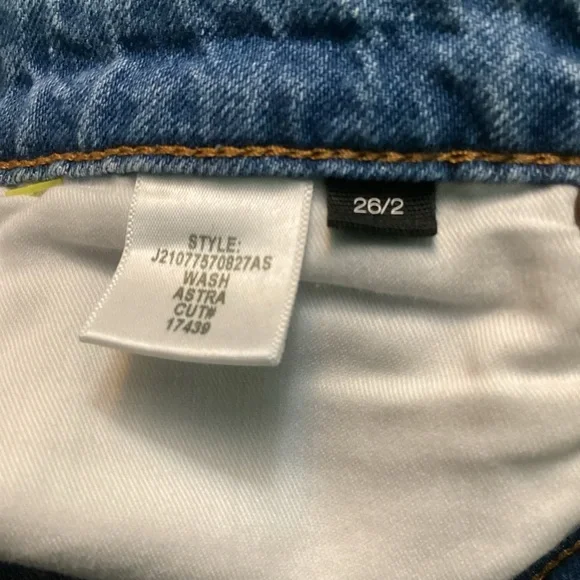 STYLE:
J21077570827AS
WASH
ASTRA
CUT#
17439
26/2